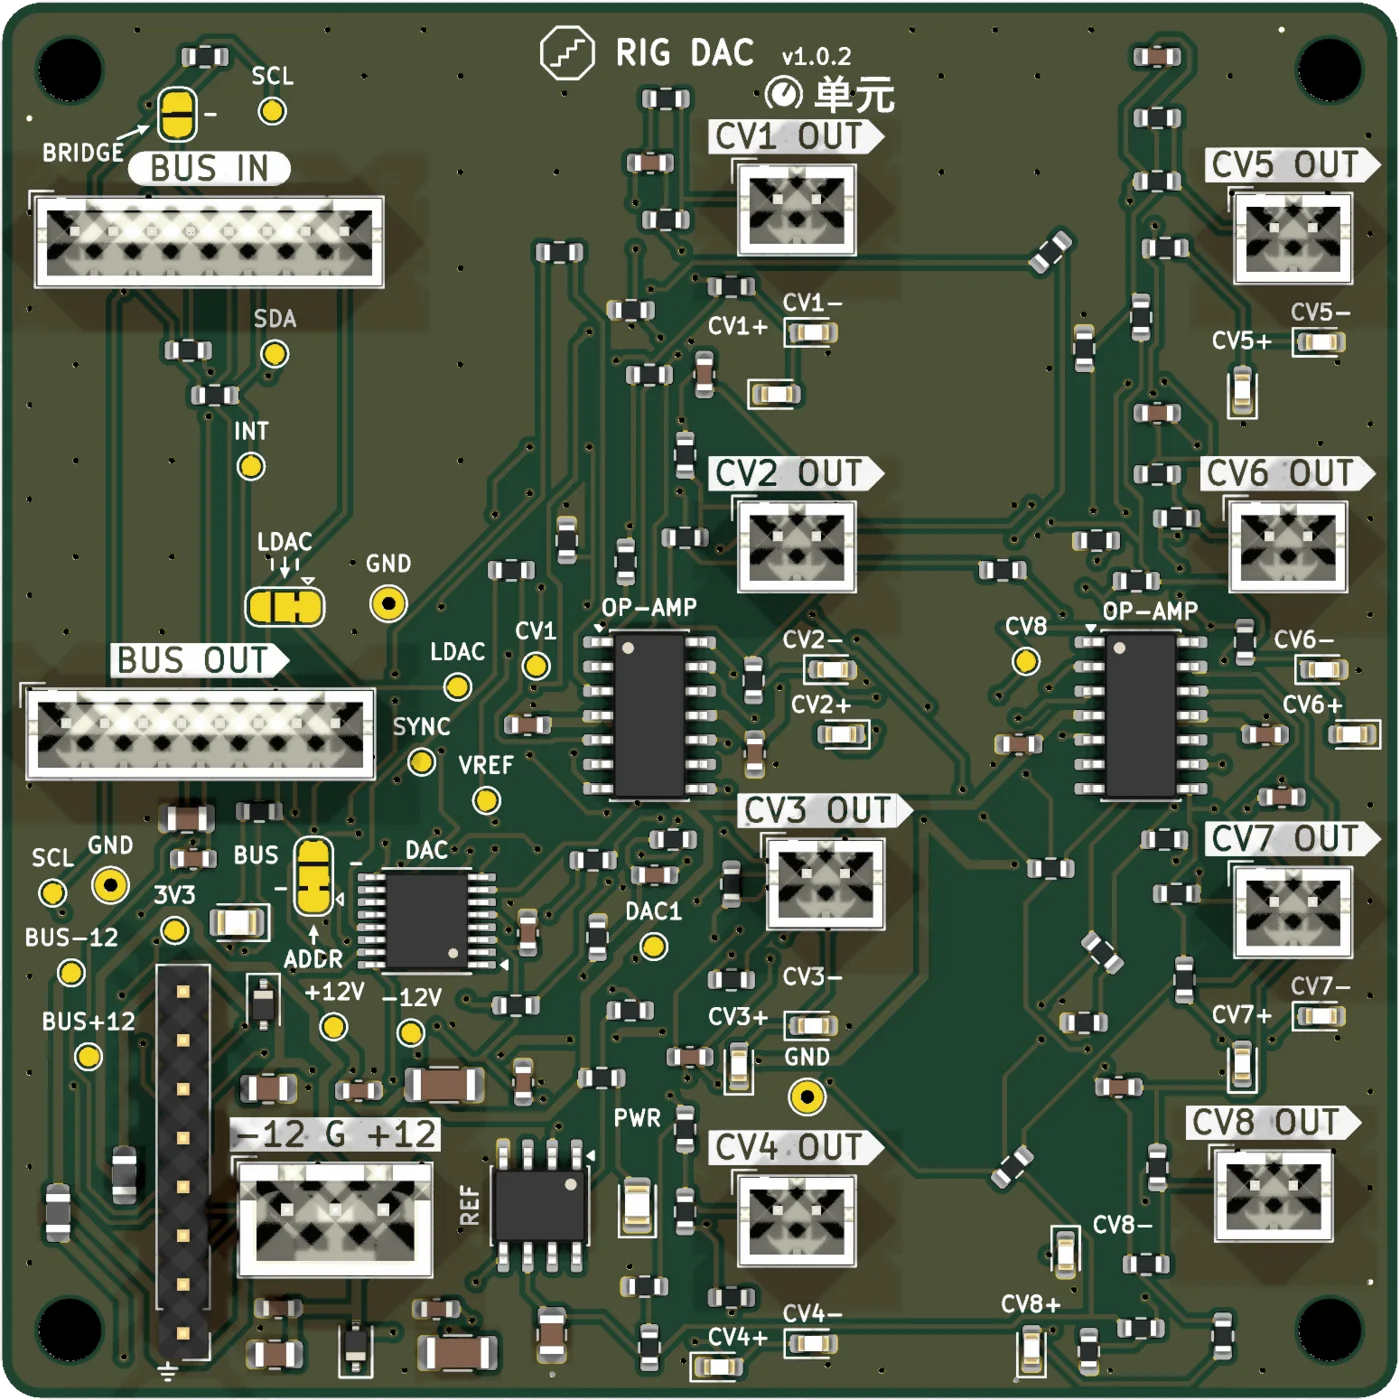 RIG DAC v1.0.2
单元
SCL
BRIDGE
BUS IN
CV1 OUT
CV5 OUT
SDA
CV1-
CV1+
CV5-
CV5+
INT
CV2 OUT
CV6 OUT
LDAC
GND
OP-AMP
OP-AMP
CV1
CV8
LDAC
BUS OUT
CV2-
CV6-
CV2+
CV6+
SYNC
VREF
CV3 OUT
CV7 OUT
SCL
GND
BUS
DAC
3V3
DAC1
BUS-12
ADDR
CV3-
+12V
-12V
CV7-
BUS+12
CV3+
CV7+
GND
PWR
-12 G +12
CV4 OUT
CV8 OUT
REF
CV8-
CV8+
CV4-
CV4+